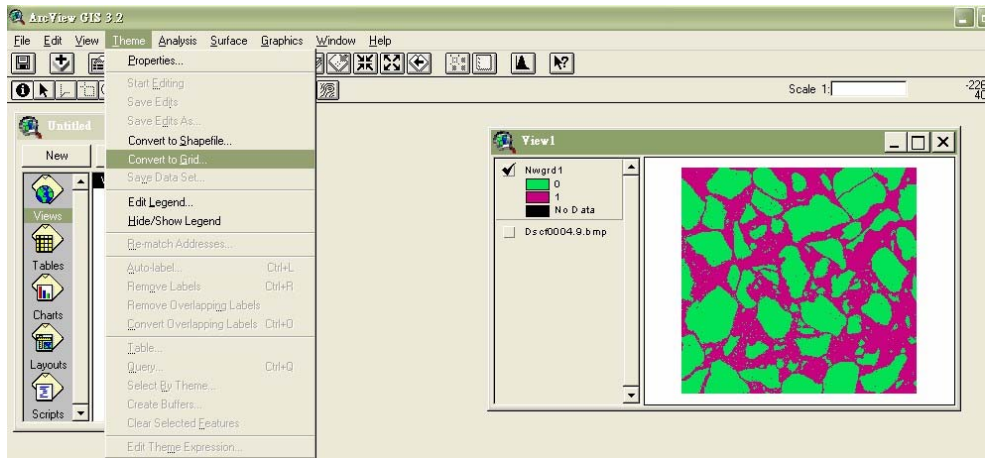 ArcView GIS 3.2
File Edit View Theme Analysis Surface Graphics Window Help
Scale 1:
Untitled
New
Views
Tables
Charts
Layouts
Scripts
Properties...
Start Editing
Save Edits
Save Edits As...
Convert to Shapefile...
Convert to Grid...
Save Data Set...
Edit Legend...
Hide/Show Legend
Re-match Addresses...
Auto-label... Ctrl+L
Remove Labels Ctrl+R
Remove Overlapping Labels
Convert Overlapping Labels Ctrl+O
Table...
Query... Ctrl+Q
Select By Theme...
Create Buffers...
Clear Selected Features
Edit Theme Expression...
View1
Nwgrd1
0
1
No Data
Dscf0004.9.bmp